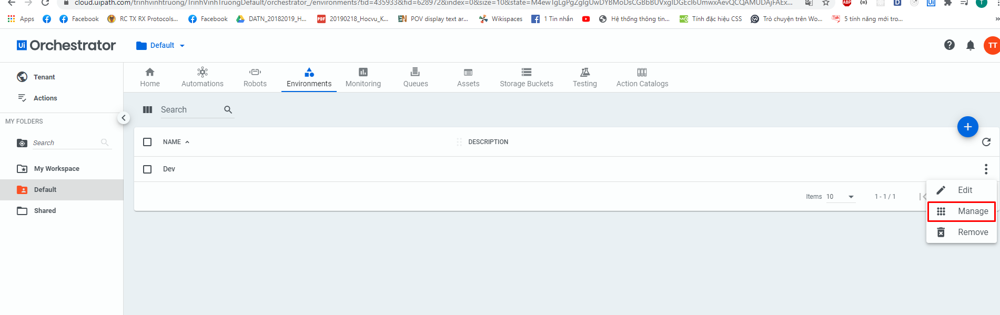 cloud.uipath.com/trinhvinhtruong/TrinhVinhTruongDefault/orchestrator_/environments?tid=435933&fid=628972&index=0&size=10&state=
Apps Facebook RC TX RX Protocols... Facebook DATN_20182019_H... 20190218_Hocvu_K... POV display text ar... Wikispaces 1 Tin nhắn Hệ thống thông tin... Tính đặc hiệu CSS Trò chuyện trên Wo... 5 tính năng mới tro... »
Ui Orchestrator Default TT
Tenant
Actions
MY FOLDERS
Search
My Workspace
Default
Shared
Home Automations Robots Environments Monitoring Queues Assets Storage Buckets Testing Action Catalogs
Search
NAME DESCRIPTION
Dev
Items 10 1 - 1 / 1
Edit
Manage
Remove